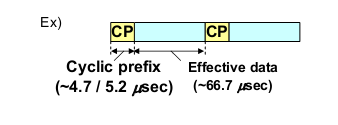 Ex)
CP CP
Cyclic prefix Effective data
(~4.7 / 5.2 μsec) (~66.7 μsec)